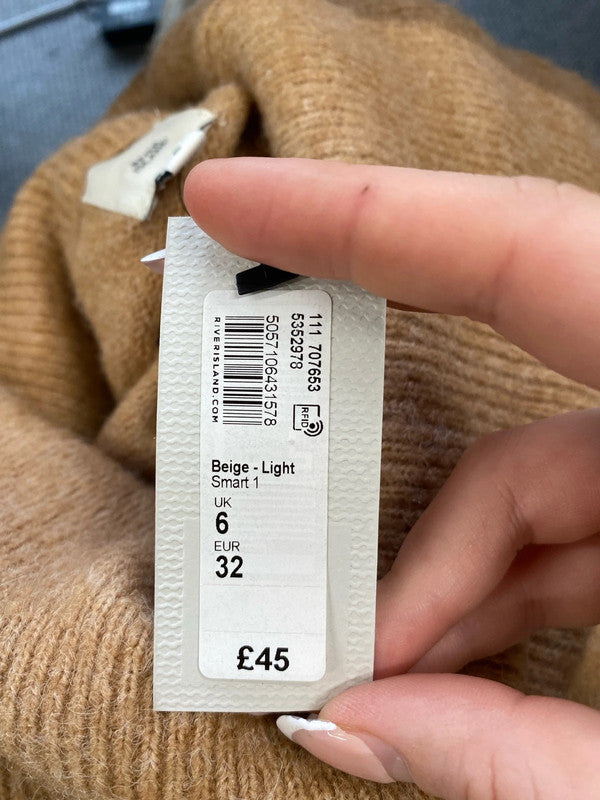 111 707653
5352978
5057106431578
RIVERISLAND.COM
RFID
Beige - Light
Smart 1
UK
6
EUR
32
£45